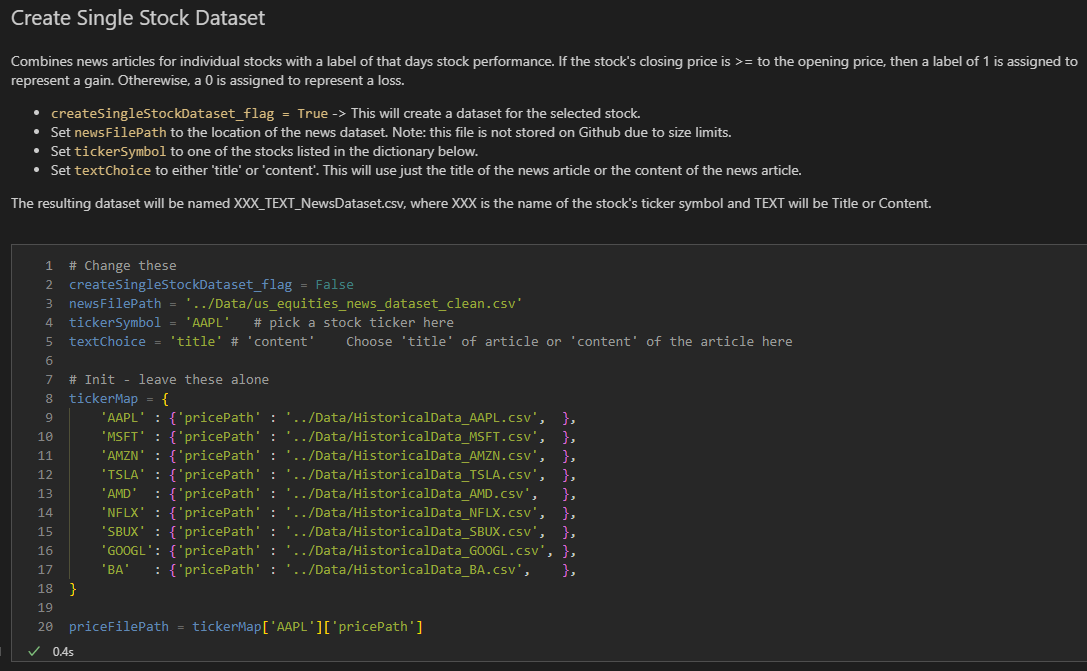 Create Single Stock Dataset
Combines news articles for individual stocks with a label of that days stock performance. If the stock's closing price is >= to the opening price, then a label of 1 is assigned to
represent a gain. Otherewise, a 0 is assigned to represent a loss.
• createSingleStockDataset_flag = True -> This will create a dataset for the selected stock.
• Set newsFilePath to the location of the news dataset. Note: this file is not stored on Github due to size limits.
• Set tickerSymbol to one of the stocks listed in the dictionary below.
• Set textChoice to either 'title' or 'content'. This will use just the title of the news article or the content of the news article.
The resulting dataset will be named XXX_TEXT_NewsDataset.csv, where XXX is the name of the stock's ticker symbol and TEXT will be Title or Content.
1 # Change these
2 createSingleStockDataset_flag = False
3 newsFilePath = '../Data/us_equities_news_dataset_clean.csv'
4 tickerSymbol = 'AAPL'   # pick a stock ticker here
5 textChoice = 'title' # 'content'    Choose 'title' of article or 'content' of the article here
6
7 # Init - leave these alone
8 tickerMap = {
9     'AAPL' : {'pricePath' : '../Data/HistoricalData_AAPL.csv',  },
10     'MSFT' : {'pricePath' : '../Data/HistoricalData_MSFT.csv',  },
11     'AMZN' : {'pricePath' : '../Data/HistoricalData_AMZN.csv',  },
12     'TSLA' : {'pricePath' : '../Data/HistoricalData_TSLA.csv',  },
13     'AMD'  : {'pricePath' : '../Data/HistoricalData_AMD.csv',   },
14     'NFLX' : {'pricePath' : '../Data/HistoricalData_NFLX.csv',  },
15     'SBUX' : {'pricePath' : '../Data/HistoricalData_SBUX.csv',  },
16     'GOOGL': {'pricePath' : '../Data/HistoricalData_GOOGL.csv', },
17     'BA'   : {'pricePath' : '../Data/HistoricalData_BA.csv',    },
18 }
19
20 priceFilePath = tickerMap['AAPL']['pricePath']
✓ 0.4s